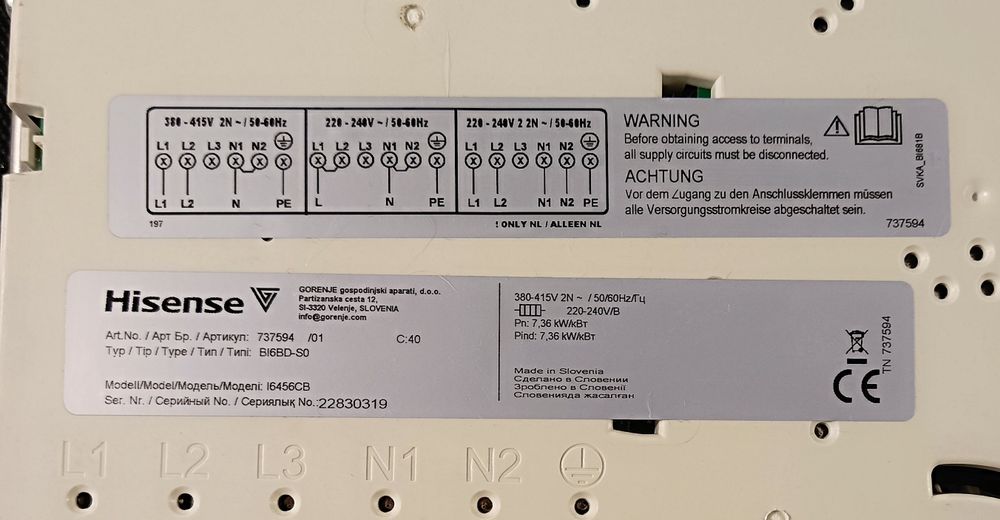 380 - 415V 2N ~ / 50-60Hz
L1 L2 L3 N1 N2
L1 L2 N PE
220 - 240V ~ / 50-60Hz
L1 L2 L3 N1 N2
L N PE
220 - 240V 2 2N ~ / 50-60Hz
L1 L2 L3 N1 N2
L1 L2 N1 N2 PE
197
! ONLY NL / ALLEEN NL
WARNING
Before obtaining access to terminals,
all supply circuits must be disconnected.
ACHTUNG
Vor dem Zugang zu den Anschlussklemmen müssen
alle Versorgungsstromkreise abgeschaltet sein.
737594
SVKA_BI681B
Hisense
GORENJE gospodinjski aparati, d.o.o.
Partizanska cesta 12,
SI-3320 Velenje, SLOVENIA
info@gorenje.com
Art.No. / Арт Бр. / Артикул: 737594 /01 C:40
Typ / Tip / Type / Тип / Типі: BI6BD-S0
Modell/Model/Модель/Моделі: I6456CB
Ser. Nr. / Серийный No. / Сериялық No.:22830319
380-415V 2N ~ / 50/60Hz/Гц
220-240V/В
Pn: 7,36 kW/кВт
Pind: 7,36 kW/кВт
Made in Slovenia
Сделано в Словении
Зроблено в Словенії
Словенияда жасалған
CE
TN 737594
L1 L2 L3 N1 N2